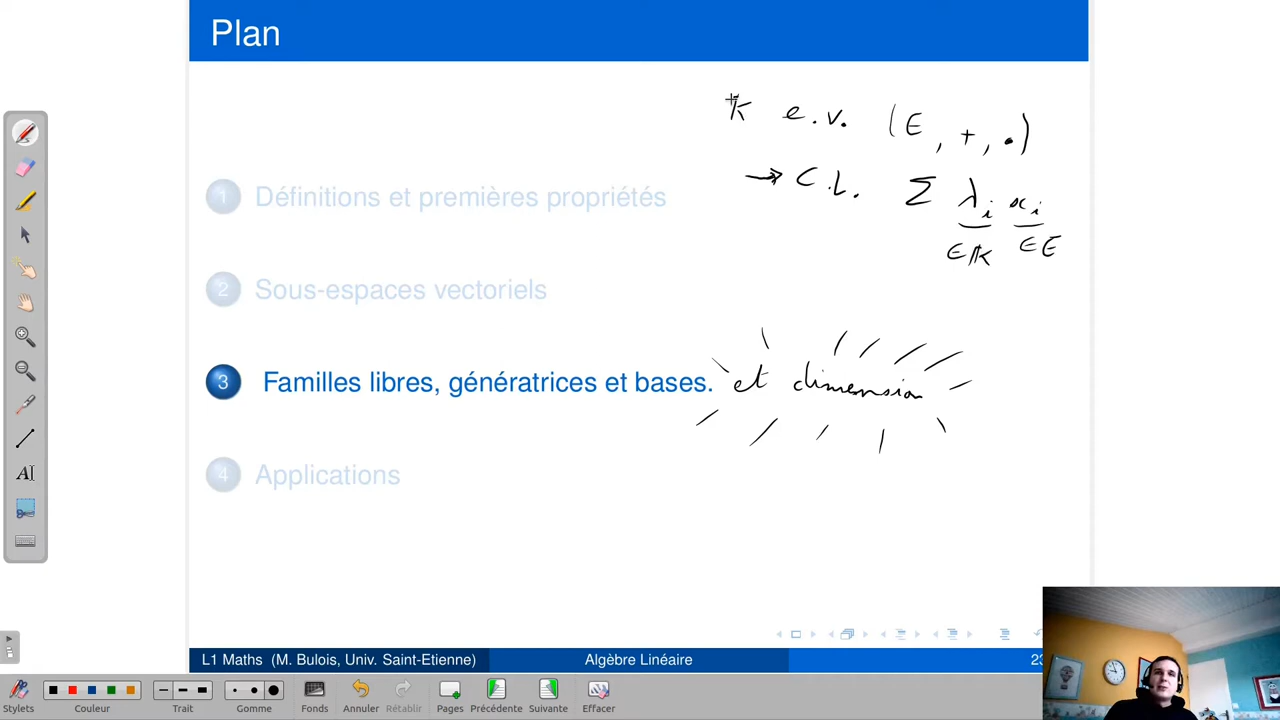 Plan
𝕂 e.v. (E, +, •)
→ C.L. Σ λi xi
∈𝕂 ∈E
1 Définitions et premières propriétés
2 Sous-espaces vectoriels
3 Familles libres, génératrices et bases. et dimension
4 Applications
L1 Maths (M. Bulois, Univ. Saint-Etienne) Algèbre Linéaire 23
Stylets Couleur Trait Gomme Fonds Annuler Rétablir Pages Précédente Suivante Effacer